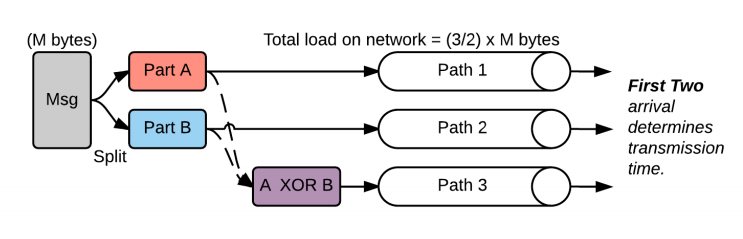 (M bytes)
Total load on network = (3/2) x M bytes
Msg
Part A
Path 1
Part B
Path 2
Split
A XOR B
Path 3
First Two
arrival
determines
transmission
time.